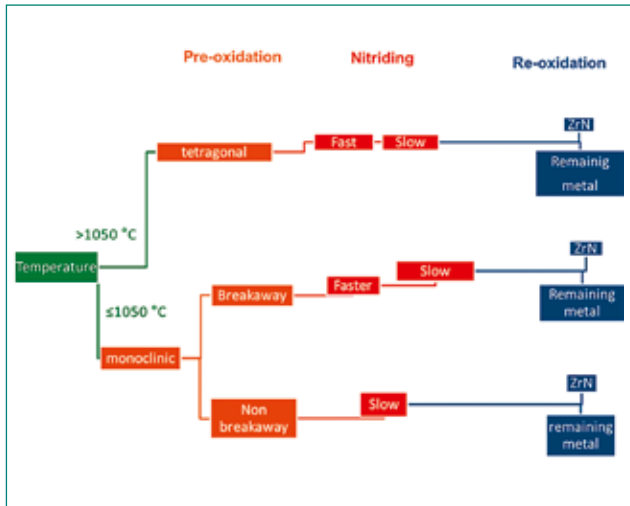 Pre-oxidation
Nitriding
Re-oxidation
ZrN
tetragonal
Fast
Slow
Remainig
metal
>1050 °C
Temperature
≤1050 °C
ZrN
Slow
Breakaway
Faster
Remaining
metal
monoclinic
ZrN
Non
breakaway
Slow
remaining
metal